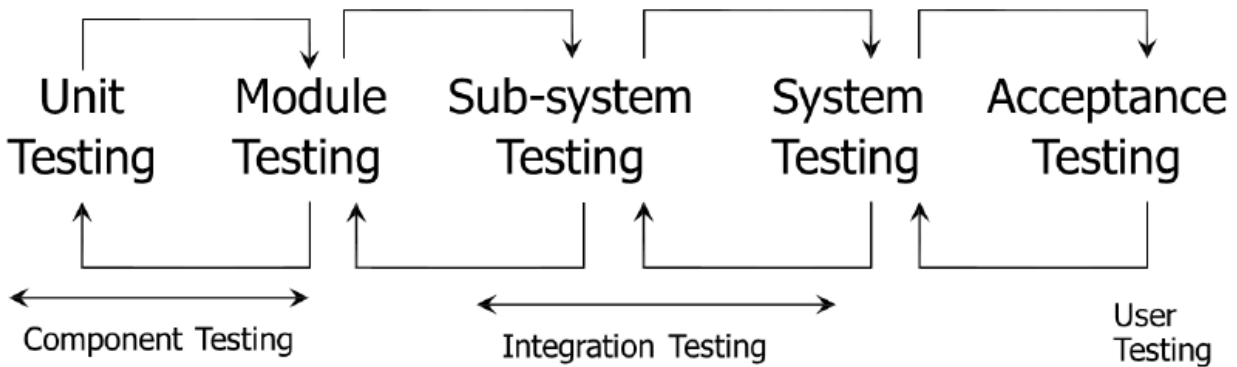 Unit Testing
Module Testing
Sub-system Testing
System Testing
Acceptance Testing
Component Testing
Integration Testing
User Testing